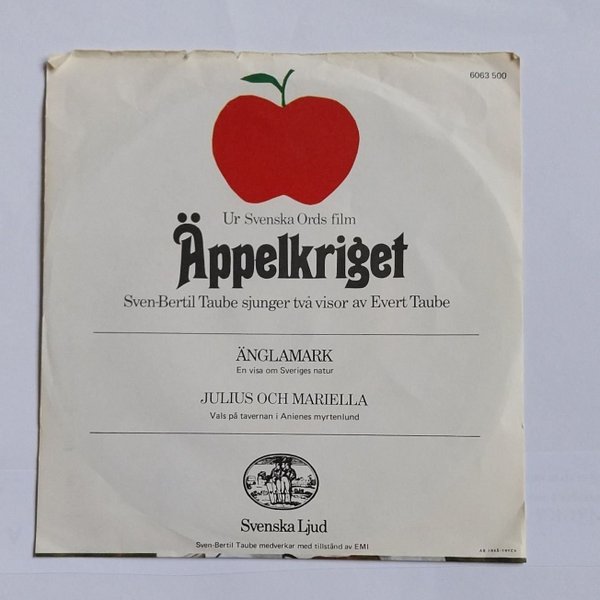 6063 500
Ur Svenska Ords film
Äppelkriget
Sven-Bertil Taube sjunger två visor av Evert Taube
ÄNGLAMARK
En visa om Sveriges natur
JULIUS OCH MARIELLA
Vals på tavernan i Anienes myrtenlund
Svenska Ljud
Sven-Bertil Taube medverkar med tillstånd av EMI